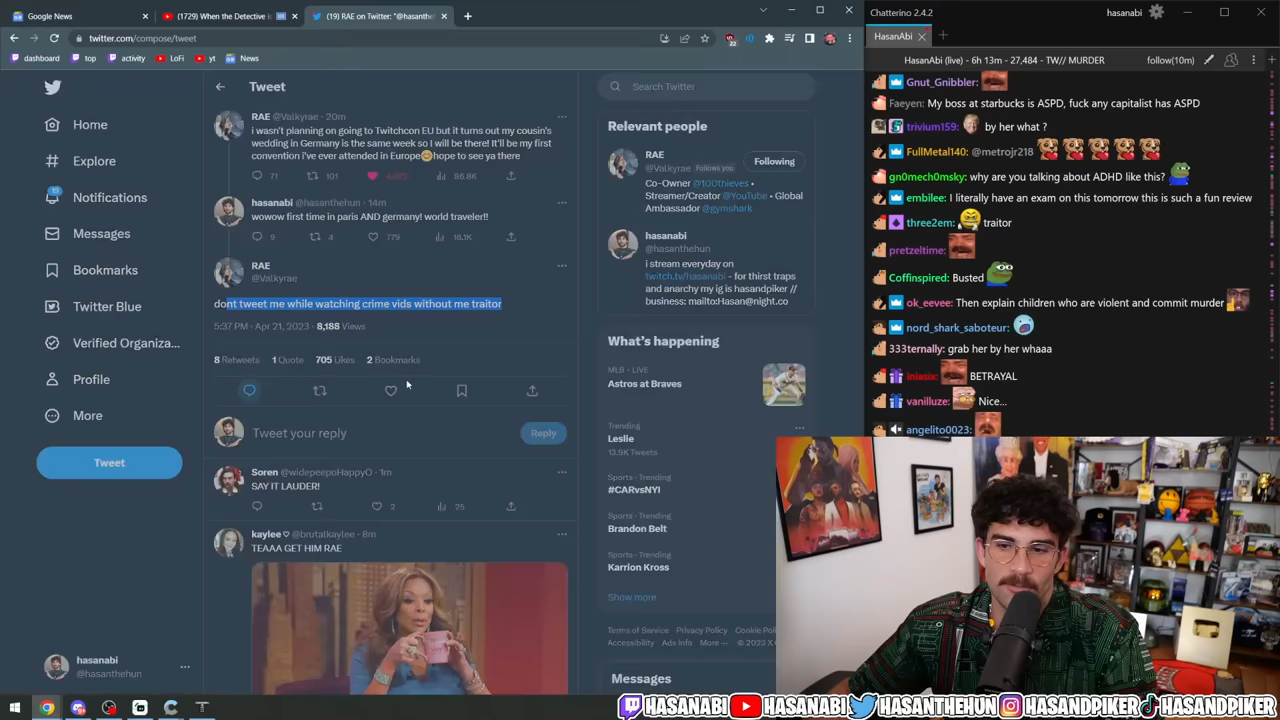 Google News
(1729) When the Detective is
(19) RAE on Twitter: "@hasanthe
twitter.com/compose/tweet
22
dashboard
top
activity
LoFi
yt
News
Home
Explore
19
Notifications
Messages
Bookmarks
Twitter Blue
Verified Organiza...
Profile
More
Tweet
hasanabi
@hasanthehun
Tweet
RAE @Valkyrae · 20m
i wasn't planning on going to Twitchcon EU but it turns out my cousin's
wedding in Germany is the same week so I will be there! It'll be my first
convention i've ever attended in Europe hope to see ya there
71
101
86.8K
hasanabi @hasanthehun · 14m
wowow first time in paris AND germany! world traveler!!
9
4
779
16.1K
RAE
@Valkyrae
dont tweet me while watching crime vids without me traitor
5:37 PM · Apr 21, 2023 · 8,188 Views
8 Retweets 1 Quote 705 Likes 2 Bookmarks
Tweet your reply
Reply
Soren @widepeepoHappyO · 1m
SAY IT LAUDER!
2
25
kaylee @brutalkaylee · 8m
TEAAA GET HIM RAE
Search Twitter
Relevant people
RAE
@Valkyrae Follows you
Following
Co-Owner @100thieves •
Streamer/Creator @YouTube • Global
Ambassador @gymshark
hasanabi
@hasanthehun
i stream everyday on
twitch.tv/hasanabi - for thirst traps
and anarchy my ig is hasandpiker //
business: mailto:Hasan@night.co
What's happening
MLB · LIVE
Astros at Braves
Trending
Leslie
13.9K Tweets
Sports · Trending
#CARvsNYI
Sports · Trending
Brandon Belt
Sports · Trending
Karrion Kross
Show more
Terms of Service Privacy Policy Cookie
Accessibility Ads info More ··· © 2023 X
Messages
Chatterino 2.4.2
hasanabi
HasanAbi
HasanAbi (live) - 6h 13m - 27,484 - TW// MURDER
follow(10m)
Gnut_Gnibbler:
Faeyen: My boss at starbucks is ASPD, fuck any capitalist has ASPD
trivium159: by her what ?
FullMetal140: @metrojr218
gn0mech0msky: why are you talking about ADHD like this?
embilee: I literally have an exam on this tomorrow this is such a fun review
three2em: traitor
pretzeltime:
Coffinspired: Busted
ok_eevee: Then explain children who are violent and commit murder
nord_shark_saboteur:
333ternally: grab her by her whaaa
iniasix: BETRAYAL
vanilluze: Nice...
angelito0023:
HASANABI
HASANABI
HASANTHEHUN
HASANDPIKER
HASANDPIKER